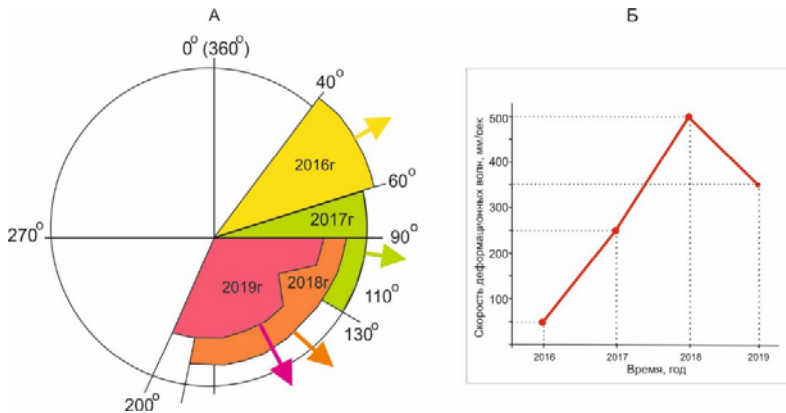 А
0° (360°)
40°
2016г
60°
2017г
270°
90°
2019г
2018г
110°
130°
200°
Б
Скорость деформационных волн, мм/сек
500
400
300
200
100
2016
2017
2018
2019
Время, год